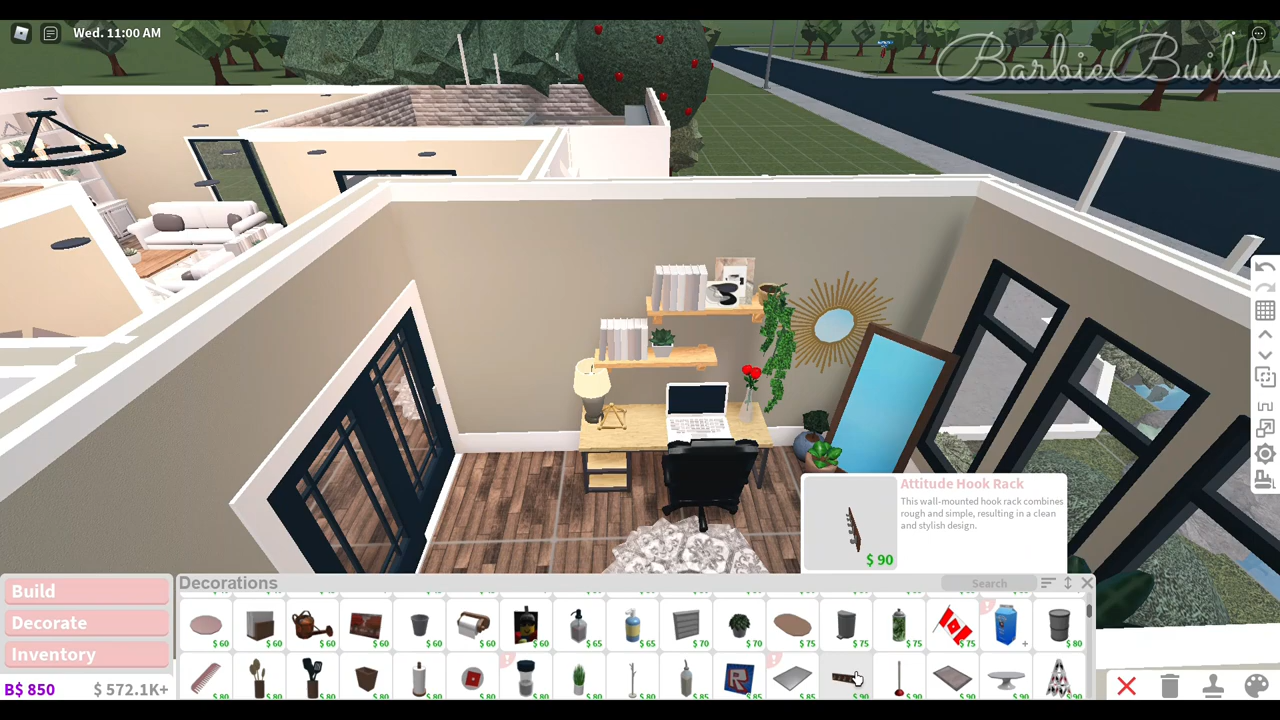 Wed. 11:00 AM
BarbieBuilds
Attitude Hook Rack
This wall-mounted hook rack combines
rough and simple, resulting in a clean
and stylish design.
$ 90
Build
Decorate
Inventory
B$ 850 $ 572.1K+
Decorations
Search
$ 60 $ 60 $ 60 $ 60 $ 60 $ 60 $ 60 $ 65 $ 65 $ 70 $ 70 $ 75 $ 75 $ 75 $ 75 + $ 80
$ 80 $ 80 $ 80 $ 80 $ 80 $ 80 $ 80 $ 80 $ 80 $ 85 $ 85 $ 85 $ 90 $ 90 $ 90 $ 90 $ 90